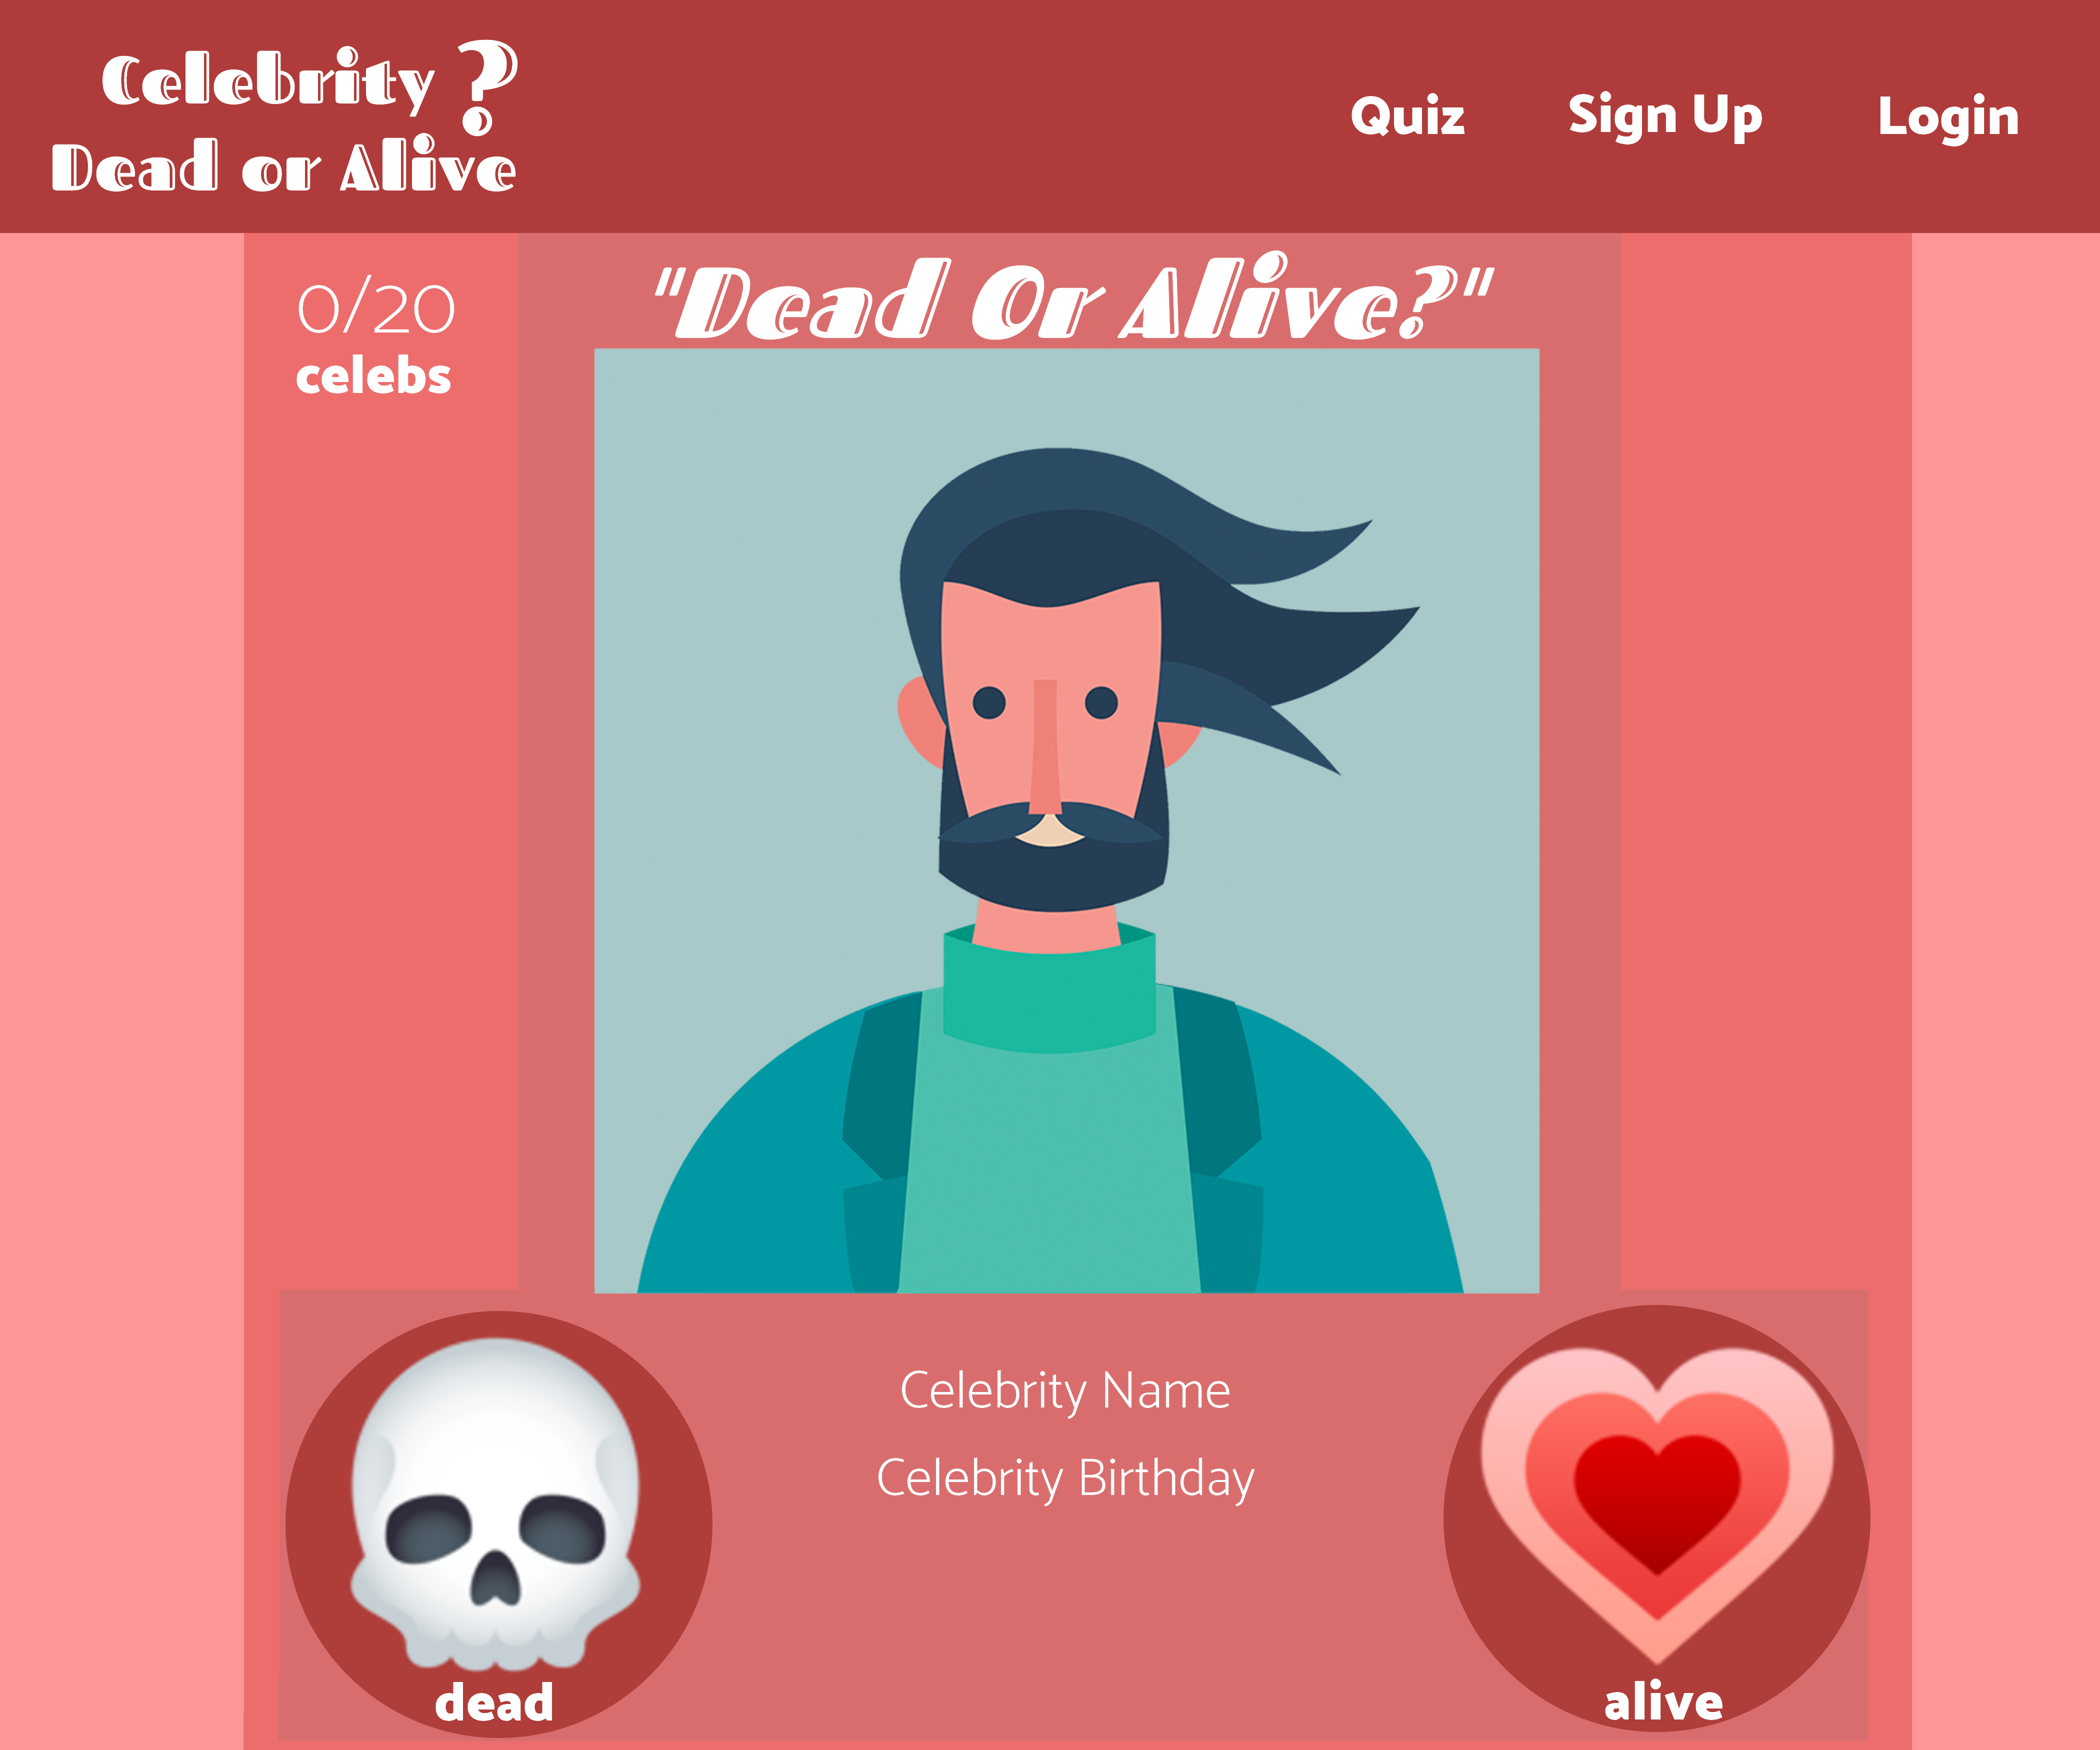 Celebrity ?
Dead or Alive
Quiz
Sign Up
Login
0/20
celebs
"Dead Or Alive?"
Celebrity Name
Celebrity Birthday
dead
alive